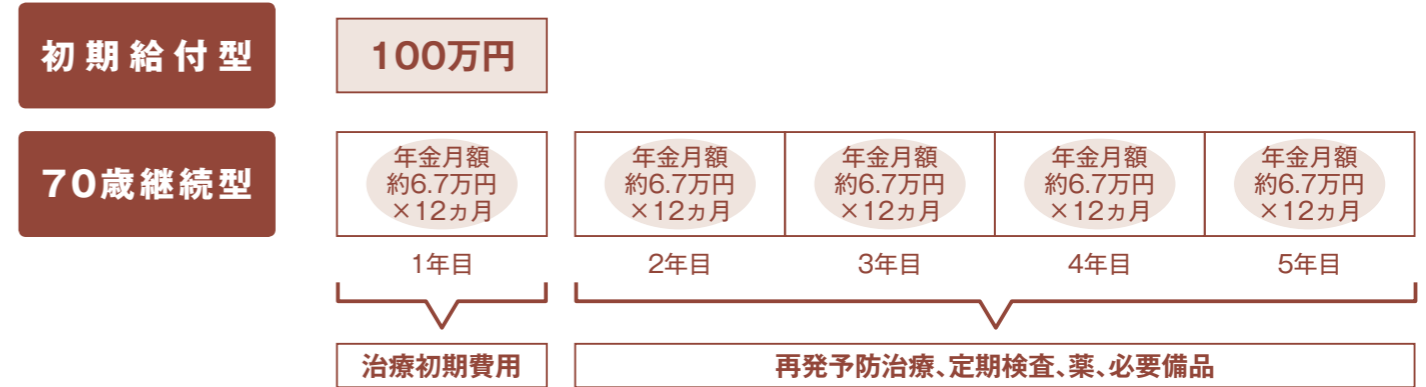 初期給付型
100万円
70歳継続型
年金月額
約6.7万円
×12ヵ月
年金月額
約6.7万円
×12ヵ月
年金月額
約6.7万円
×12ヵ月
年金月額
約6.7万円
×12ヵ月
年金月額
約6.7万円
×12ヵ月
1年目
2年目
3年目
4年目
5年目
治療初期費用
再発予防治療、定期検査、薬、必要備品